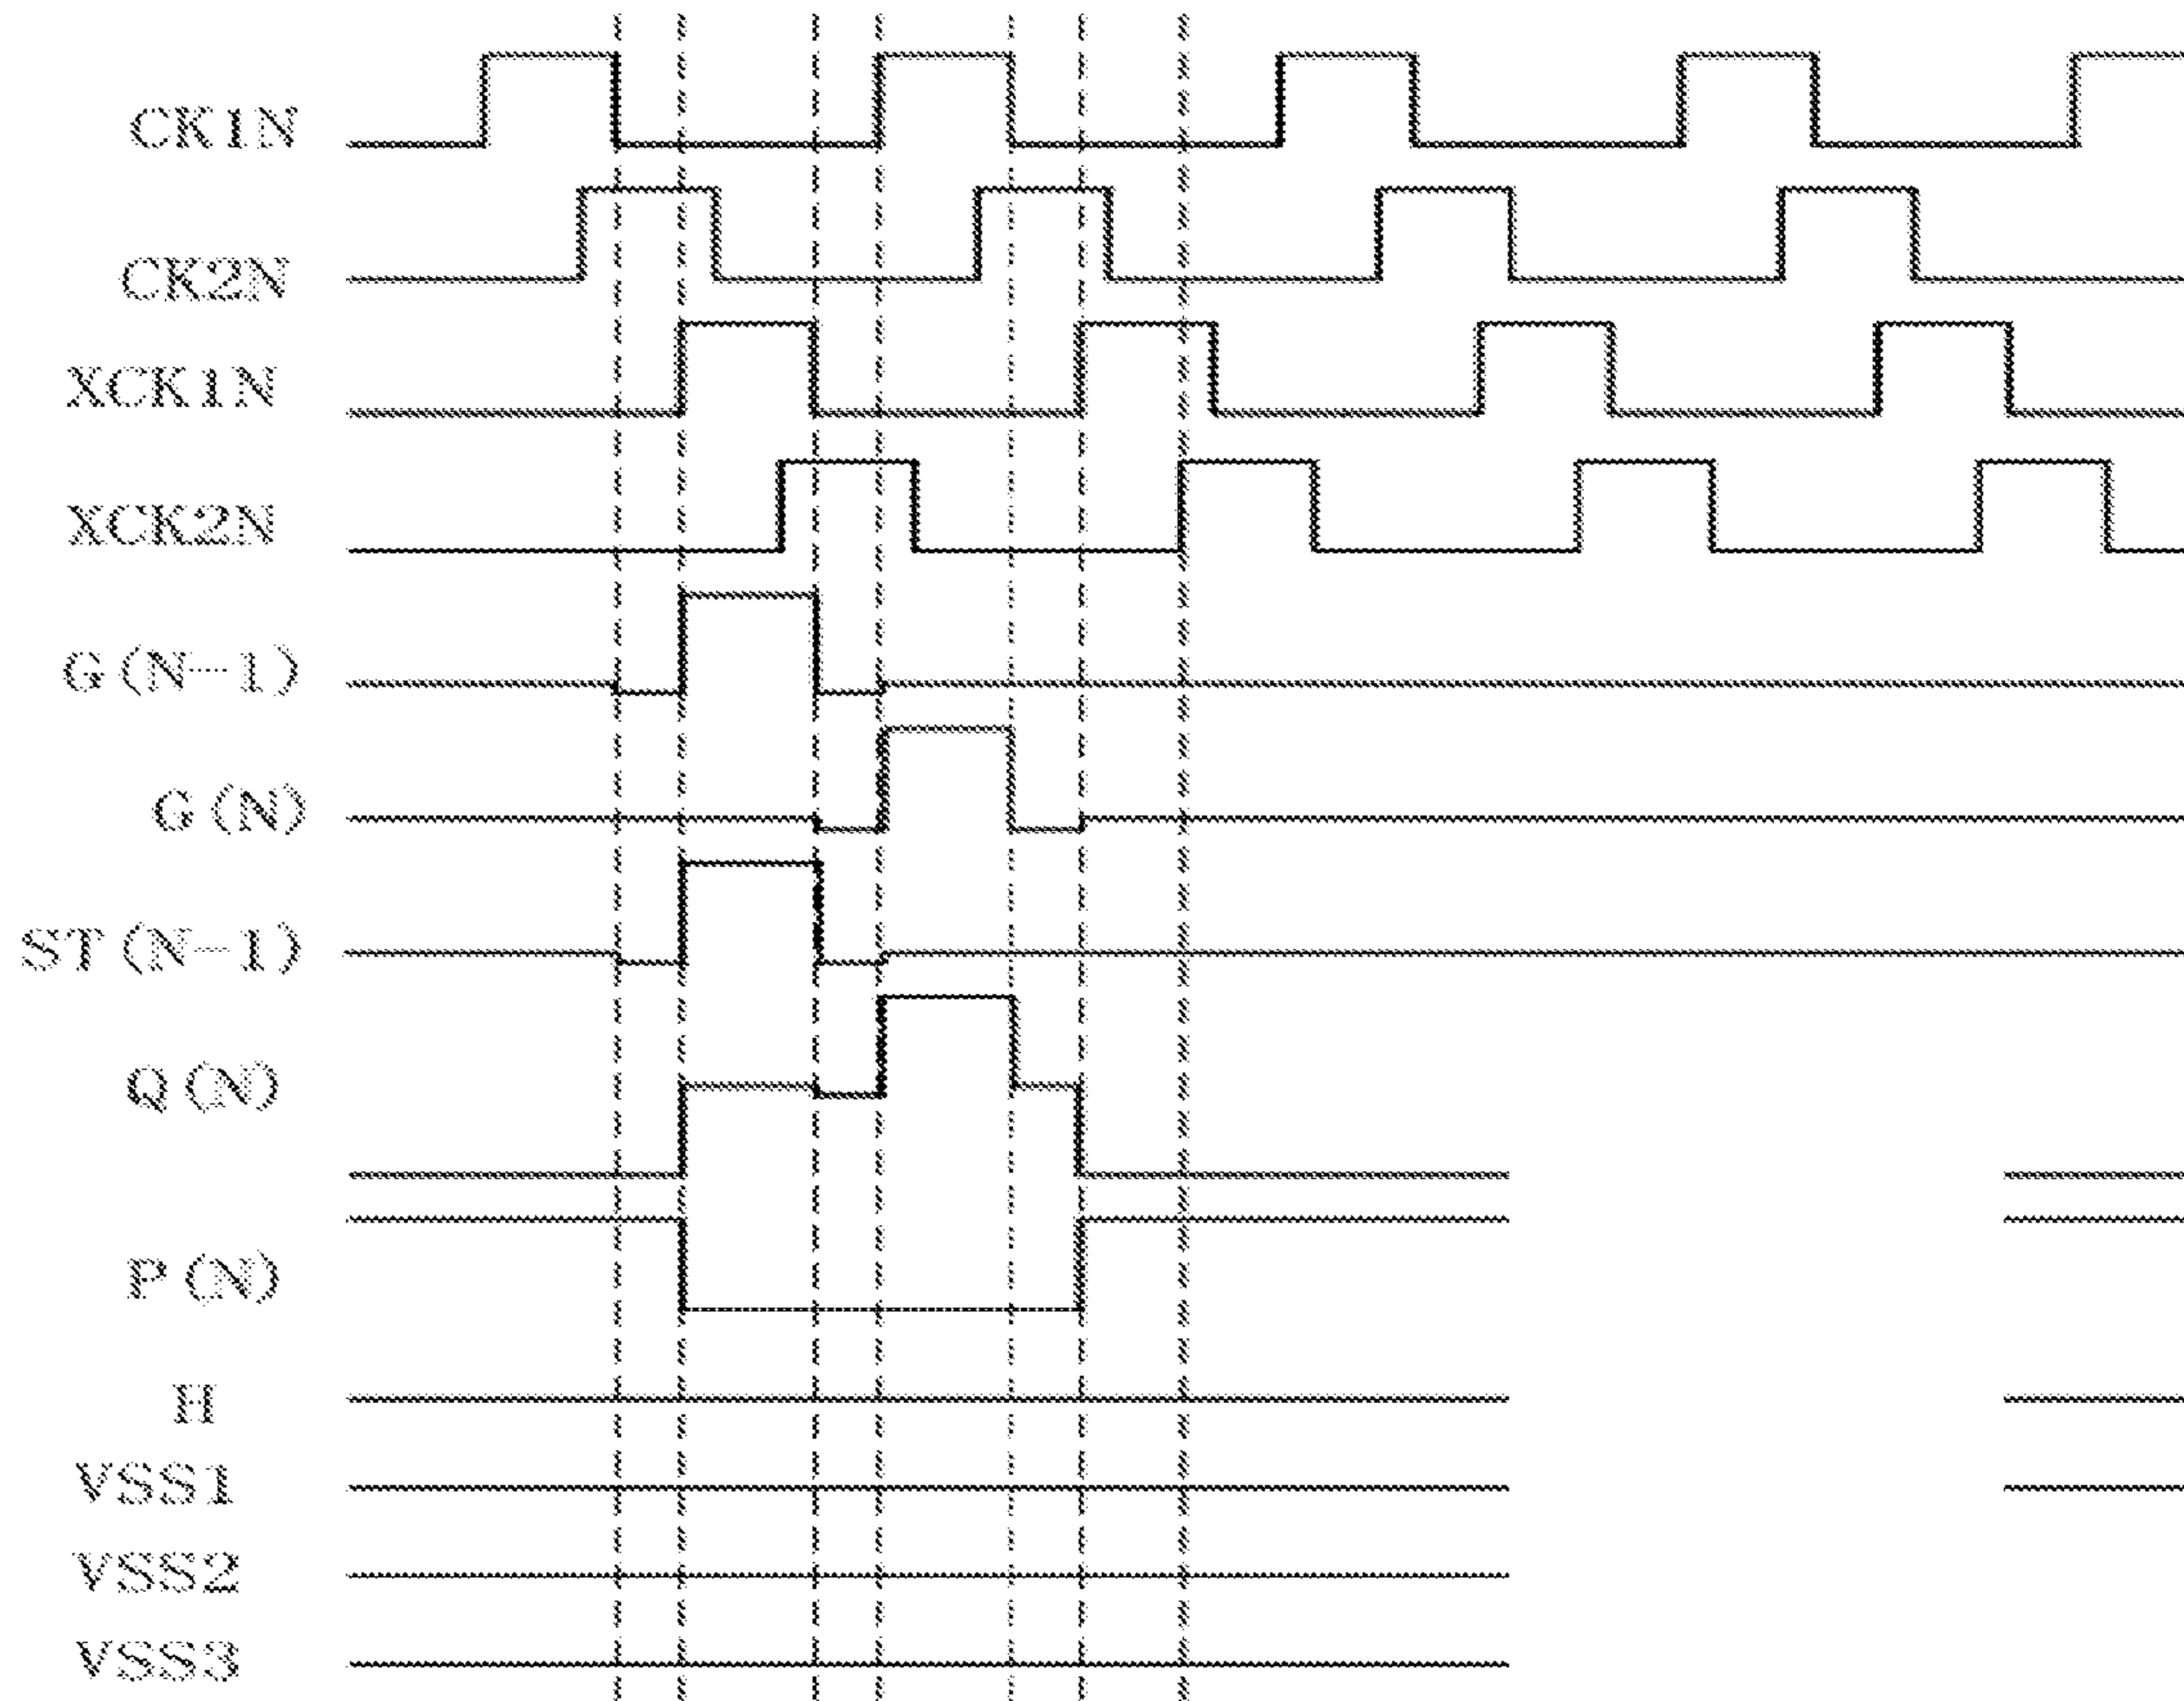 CK1N
CK2N
XCK1N
XCK2N
G(N-1)
G(N)
ST(N-1)
Q(N)
P(N)
H
VSS1
VSS2
VSS3